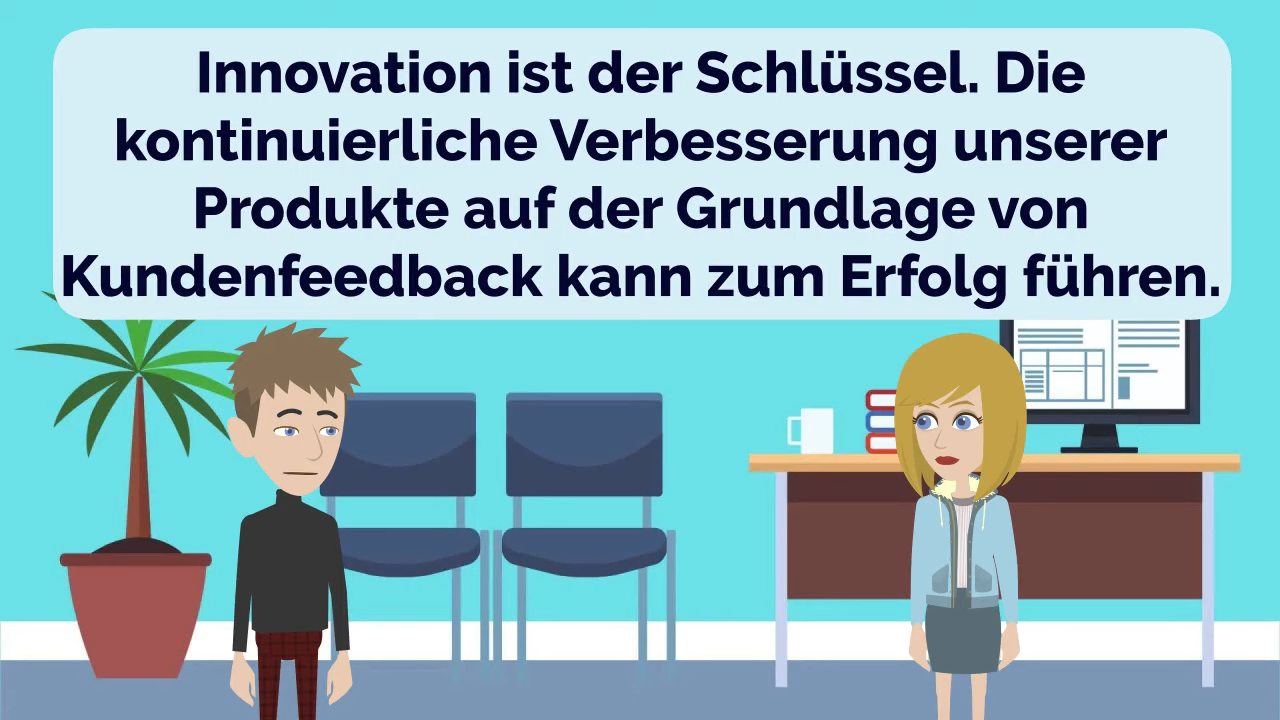 Innovation ist der Schlüssel. Die
kontinuierliche Verbesserung unserer
Produkte auf der Grundlage von
Kundenfeedback kann zum Erfolg führen.